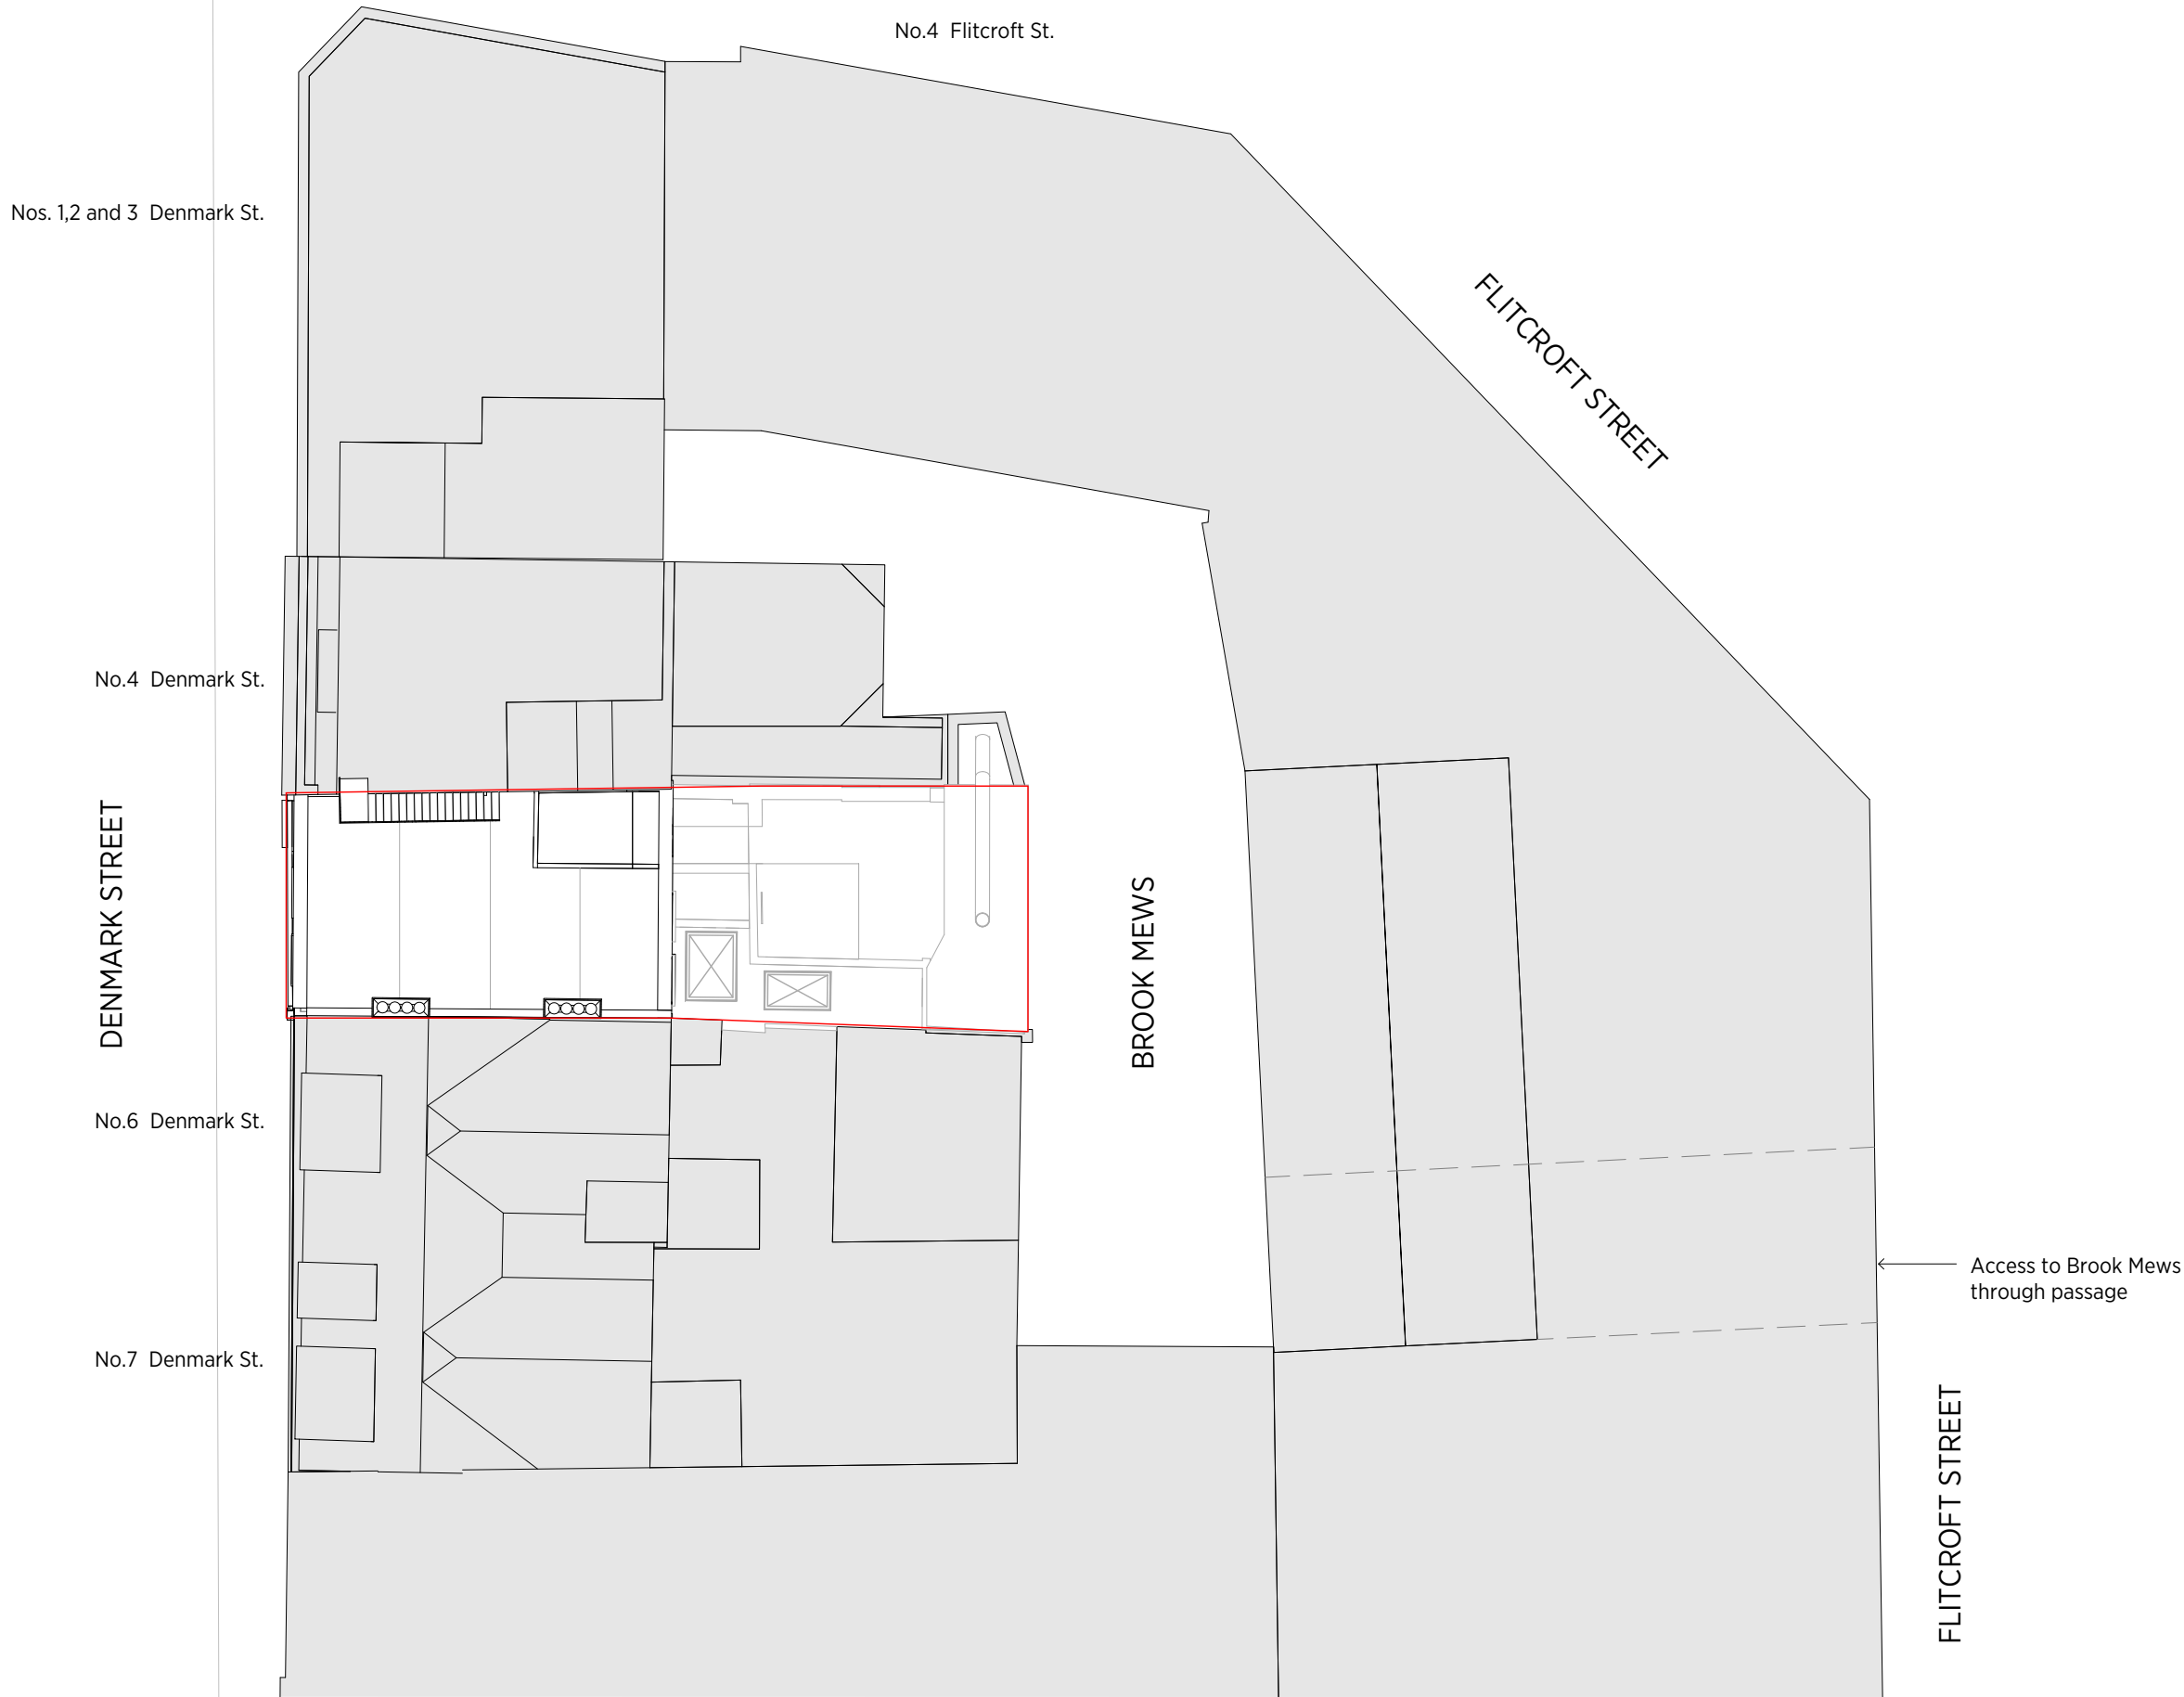 No.4 Flitcroft St.
Nos. 1,2 and 3 Denmark St.
FLITCROFT STREET
No.4 Denmark St.
DENMARK STREET
BROOK MEWS
No.6 Denmark St.
Access to Brook Mews
through passage
No.7 Denmark St.
FLITCROFT STREET